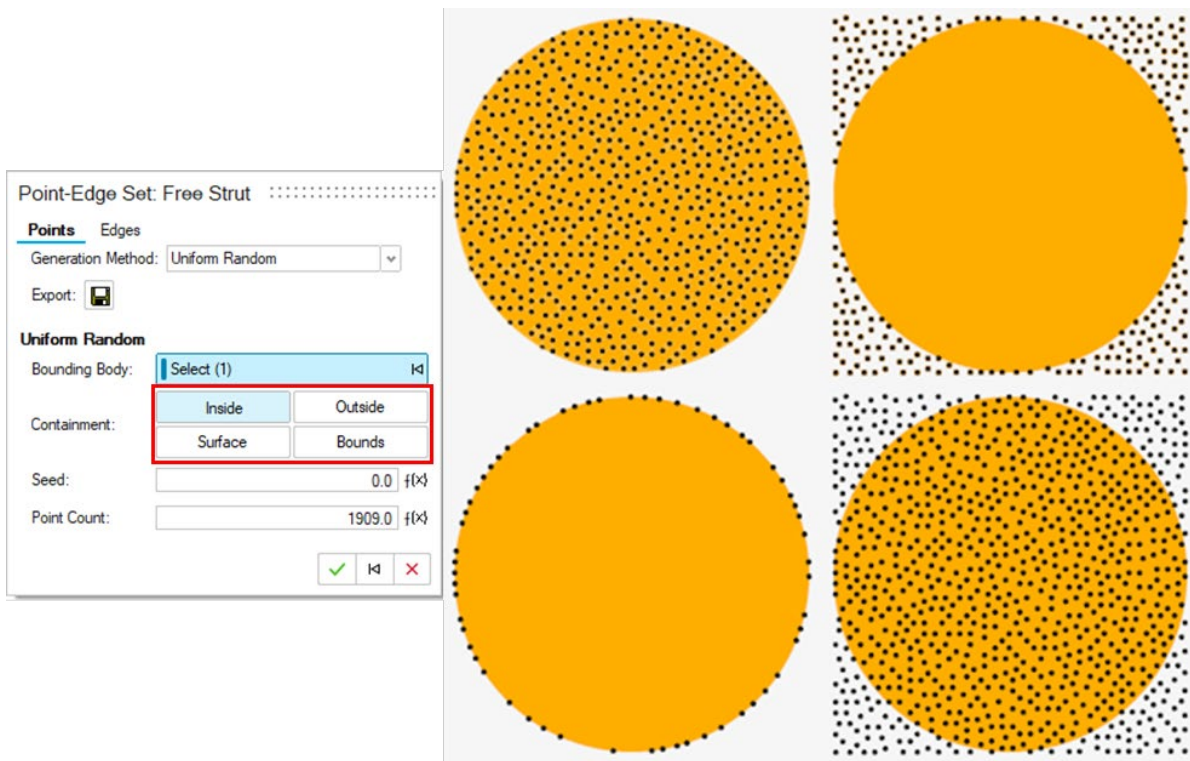 Point-Edge Set: Free Strut
Points Edges
Generation Method: Uniform Random
Export:
Uniform Random
Bounding Body: Select (1)
Inside Outside
Containment:
Surface Bounds
Seed: 0.0 f(x)
Point Count: 1909.0 f(x)